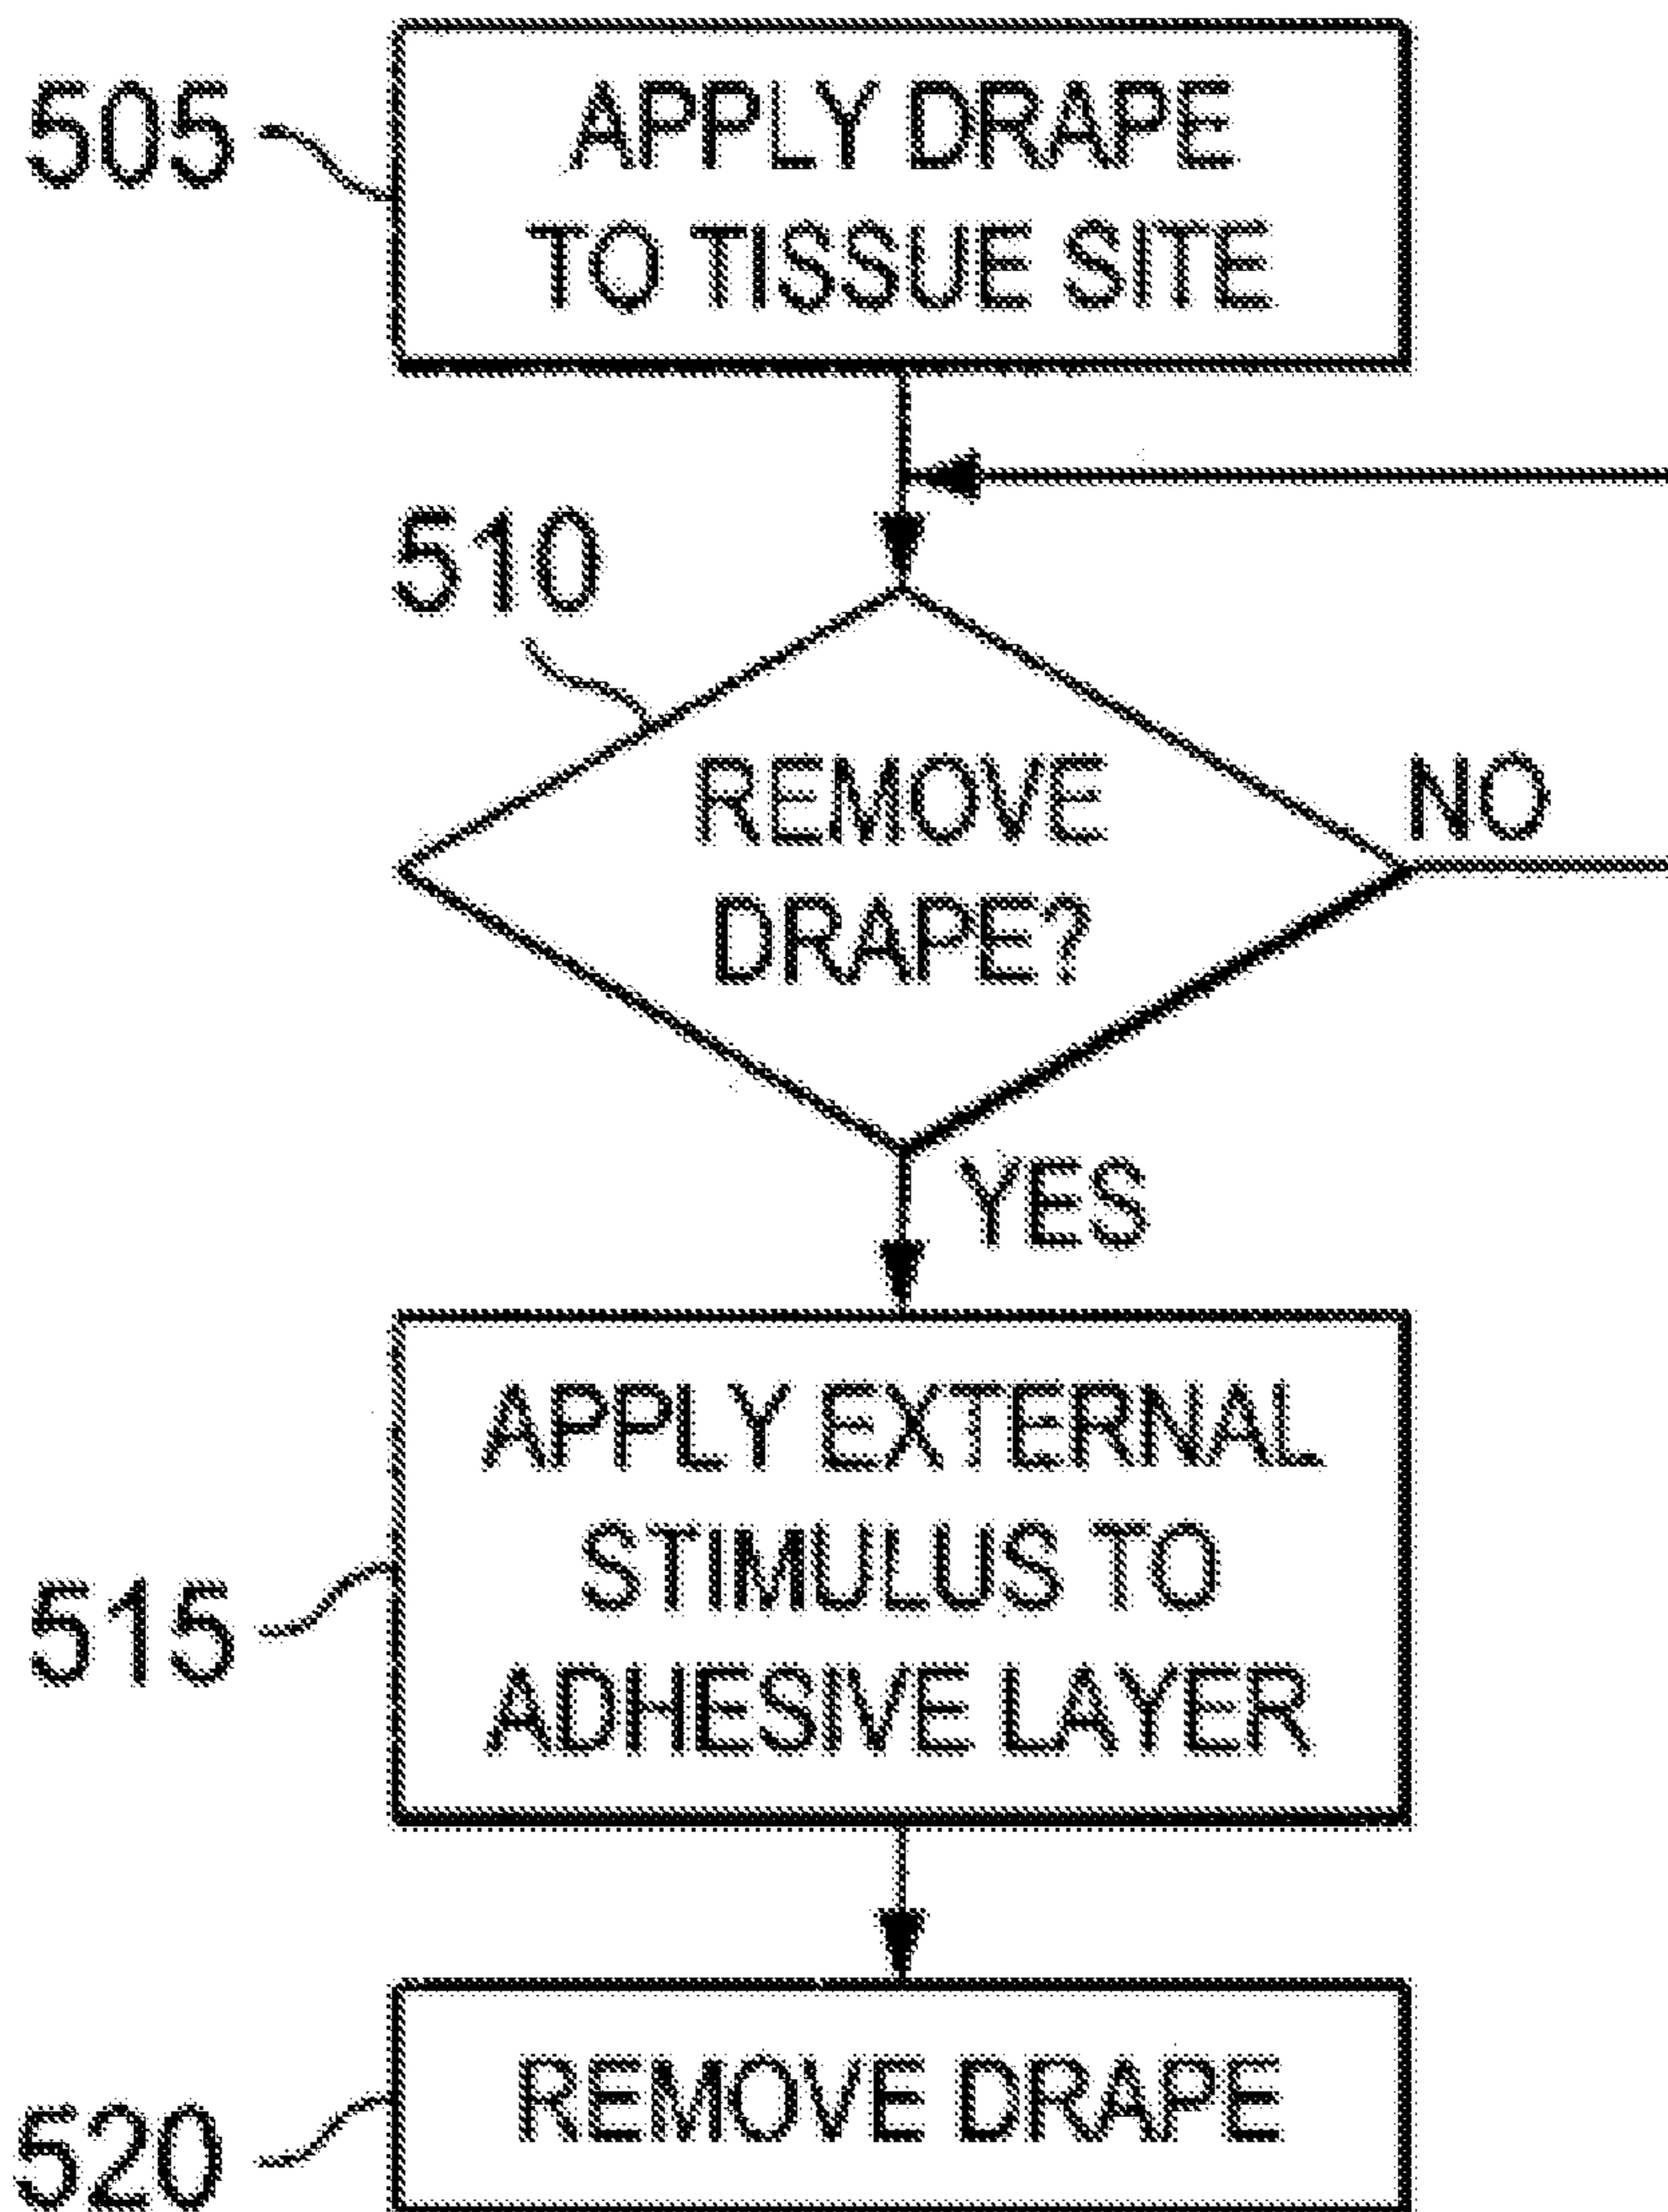 505
APPLY DRAPE
TO TISSUE SITE
510
REMOVE
DRAPE?
NO
YES
APPLY EXTERNAL
STIMULUS TO
ADHESIVE LAYER
515
REMOVE DRAPE
520